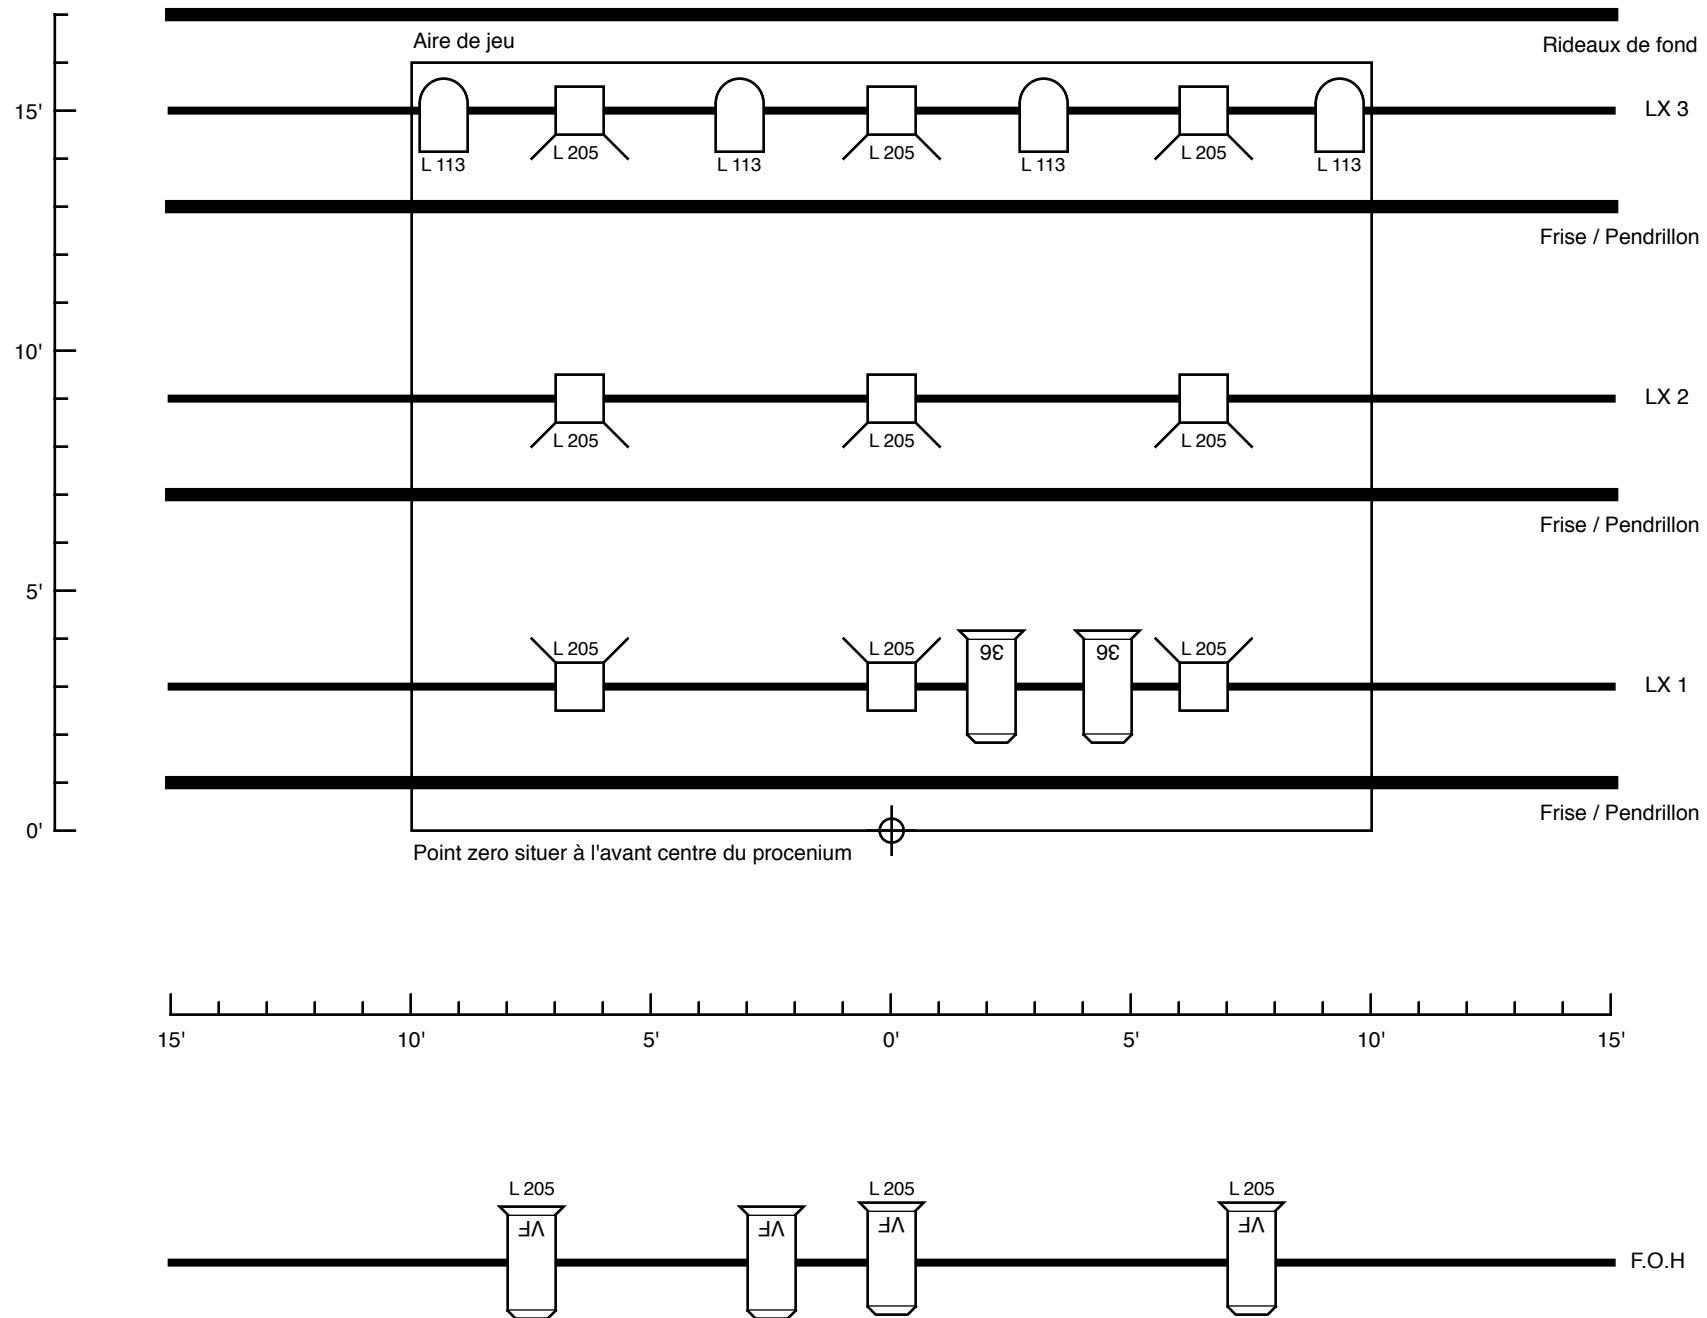 Aire de jeu
Rideaux de fond
15'
LX 3
L 113
L 205
L 113
L 205
L 113
L 205
L 113
Frise / Pendrillon
10'
LX 2
L 205
L 205
L 205
Frise / Pendrillon
5'
L 205
L 205
36
36
L 205
LX 1
Frise / Pendrillon
0'
Point zero situer à l'avant centre du procenium
15' 10' 5' 0' 5' 10' 15'
L 205
L 205
L 205
VF
VF
VF
VF
F.O.H